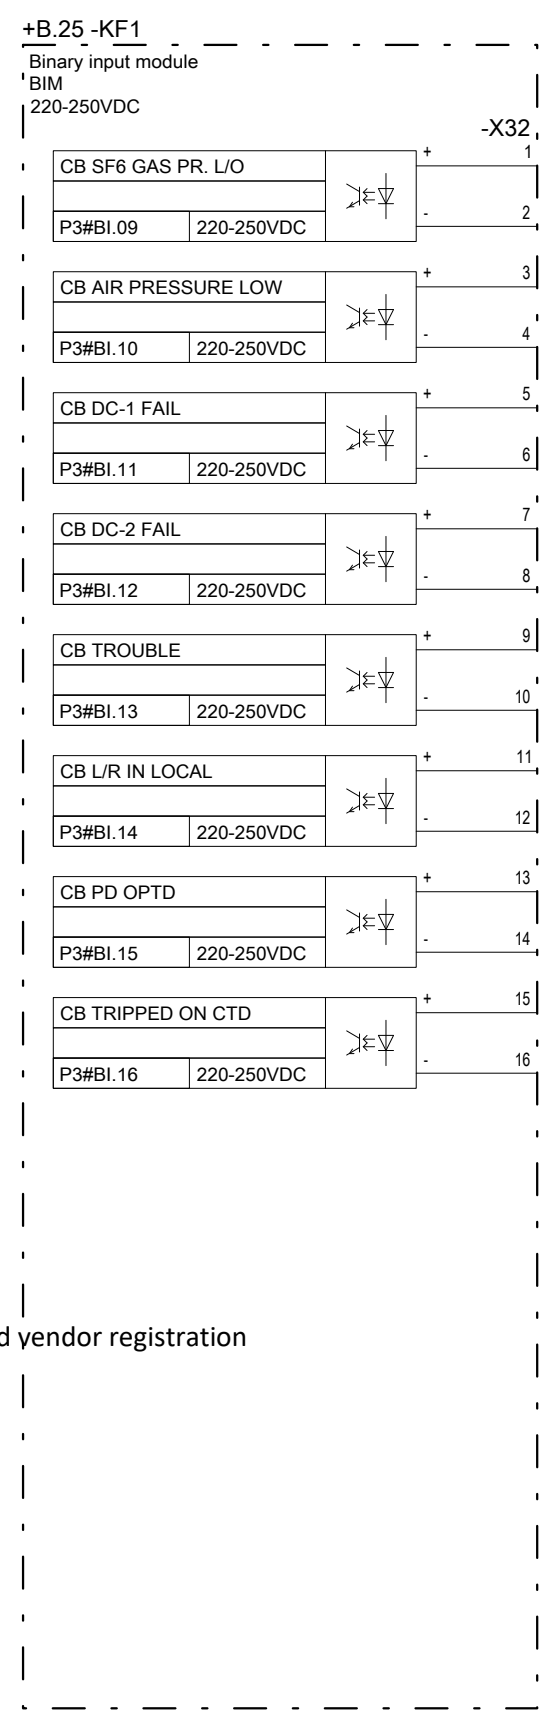 +B.25 -KF1
Binary input module
BIM
220-250VDC
-X32
CB SF6 GAS PR. L/O + 1
P3#BI.09 220-250VDC - 2
CB AIR PRESSURE LOW + 3
P3#BI.10 220-250VDC - 4
CB DC-1 FAIL + 5
P3#BI.11 220-250VDC - 6
CB DC-2 FAIL + 7
P3#BI.12 220-250VDC - 8
CB TROUBLE + 9
P3#BI.13 220-250VDC - 10
CB L/R IN LOCAL + 11
P3#BI.14 220-250VDC - 12
CB PD OPTD + 13
P3#BI.15 220-250VDC - 14
CB TRIPPED ON CTD + 15
P3#BI.16 220-250VDC - 16
d vendor registration